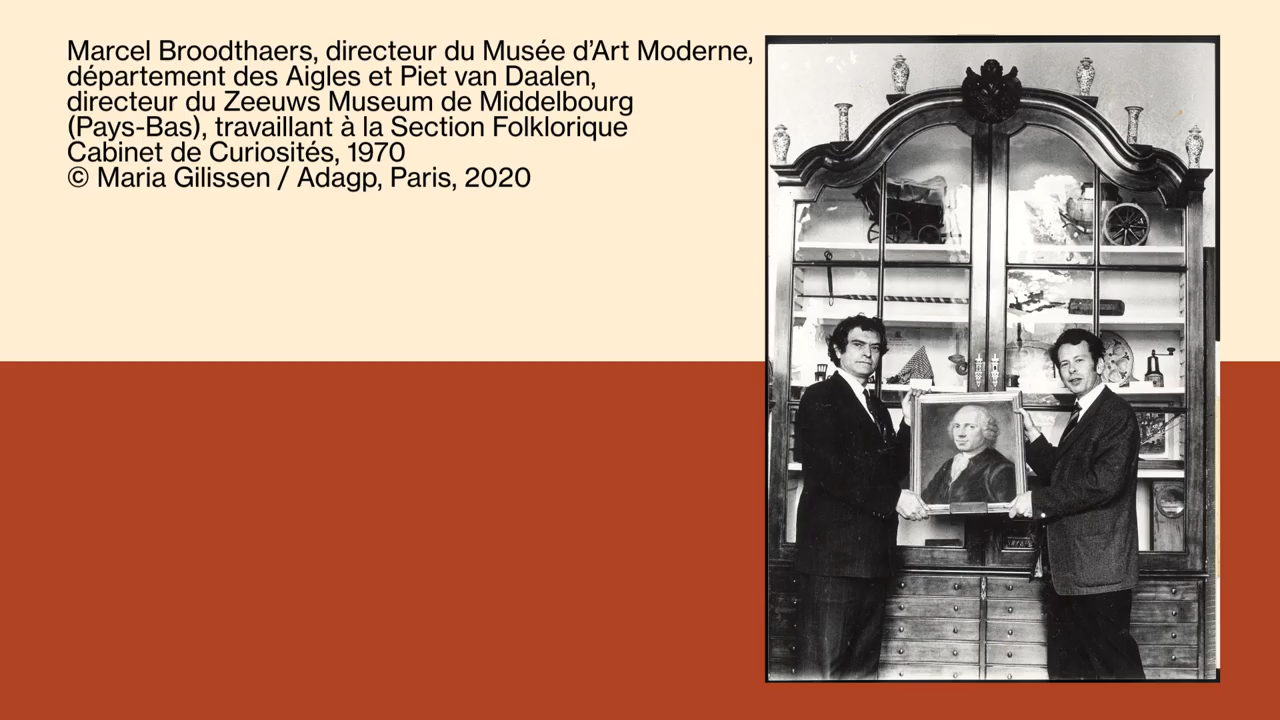 Marcel Broodthaers, directeur du Musée d’Art Moderne,
département des Aigles et Piet van Daalen,
directeur du Zeeuws Museum de Middelbourg
(Pays-Bas), travaillant à la Section Folklorique
Cabinet de Curiosités, 1970
© Maria Gilissen / Adagp, Paris, 2020